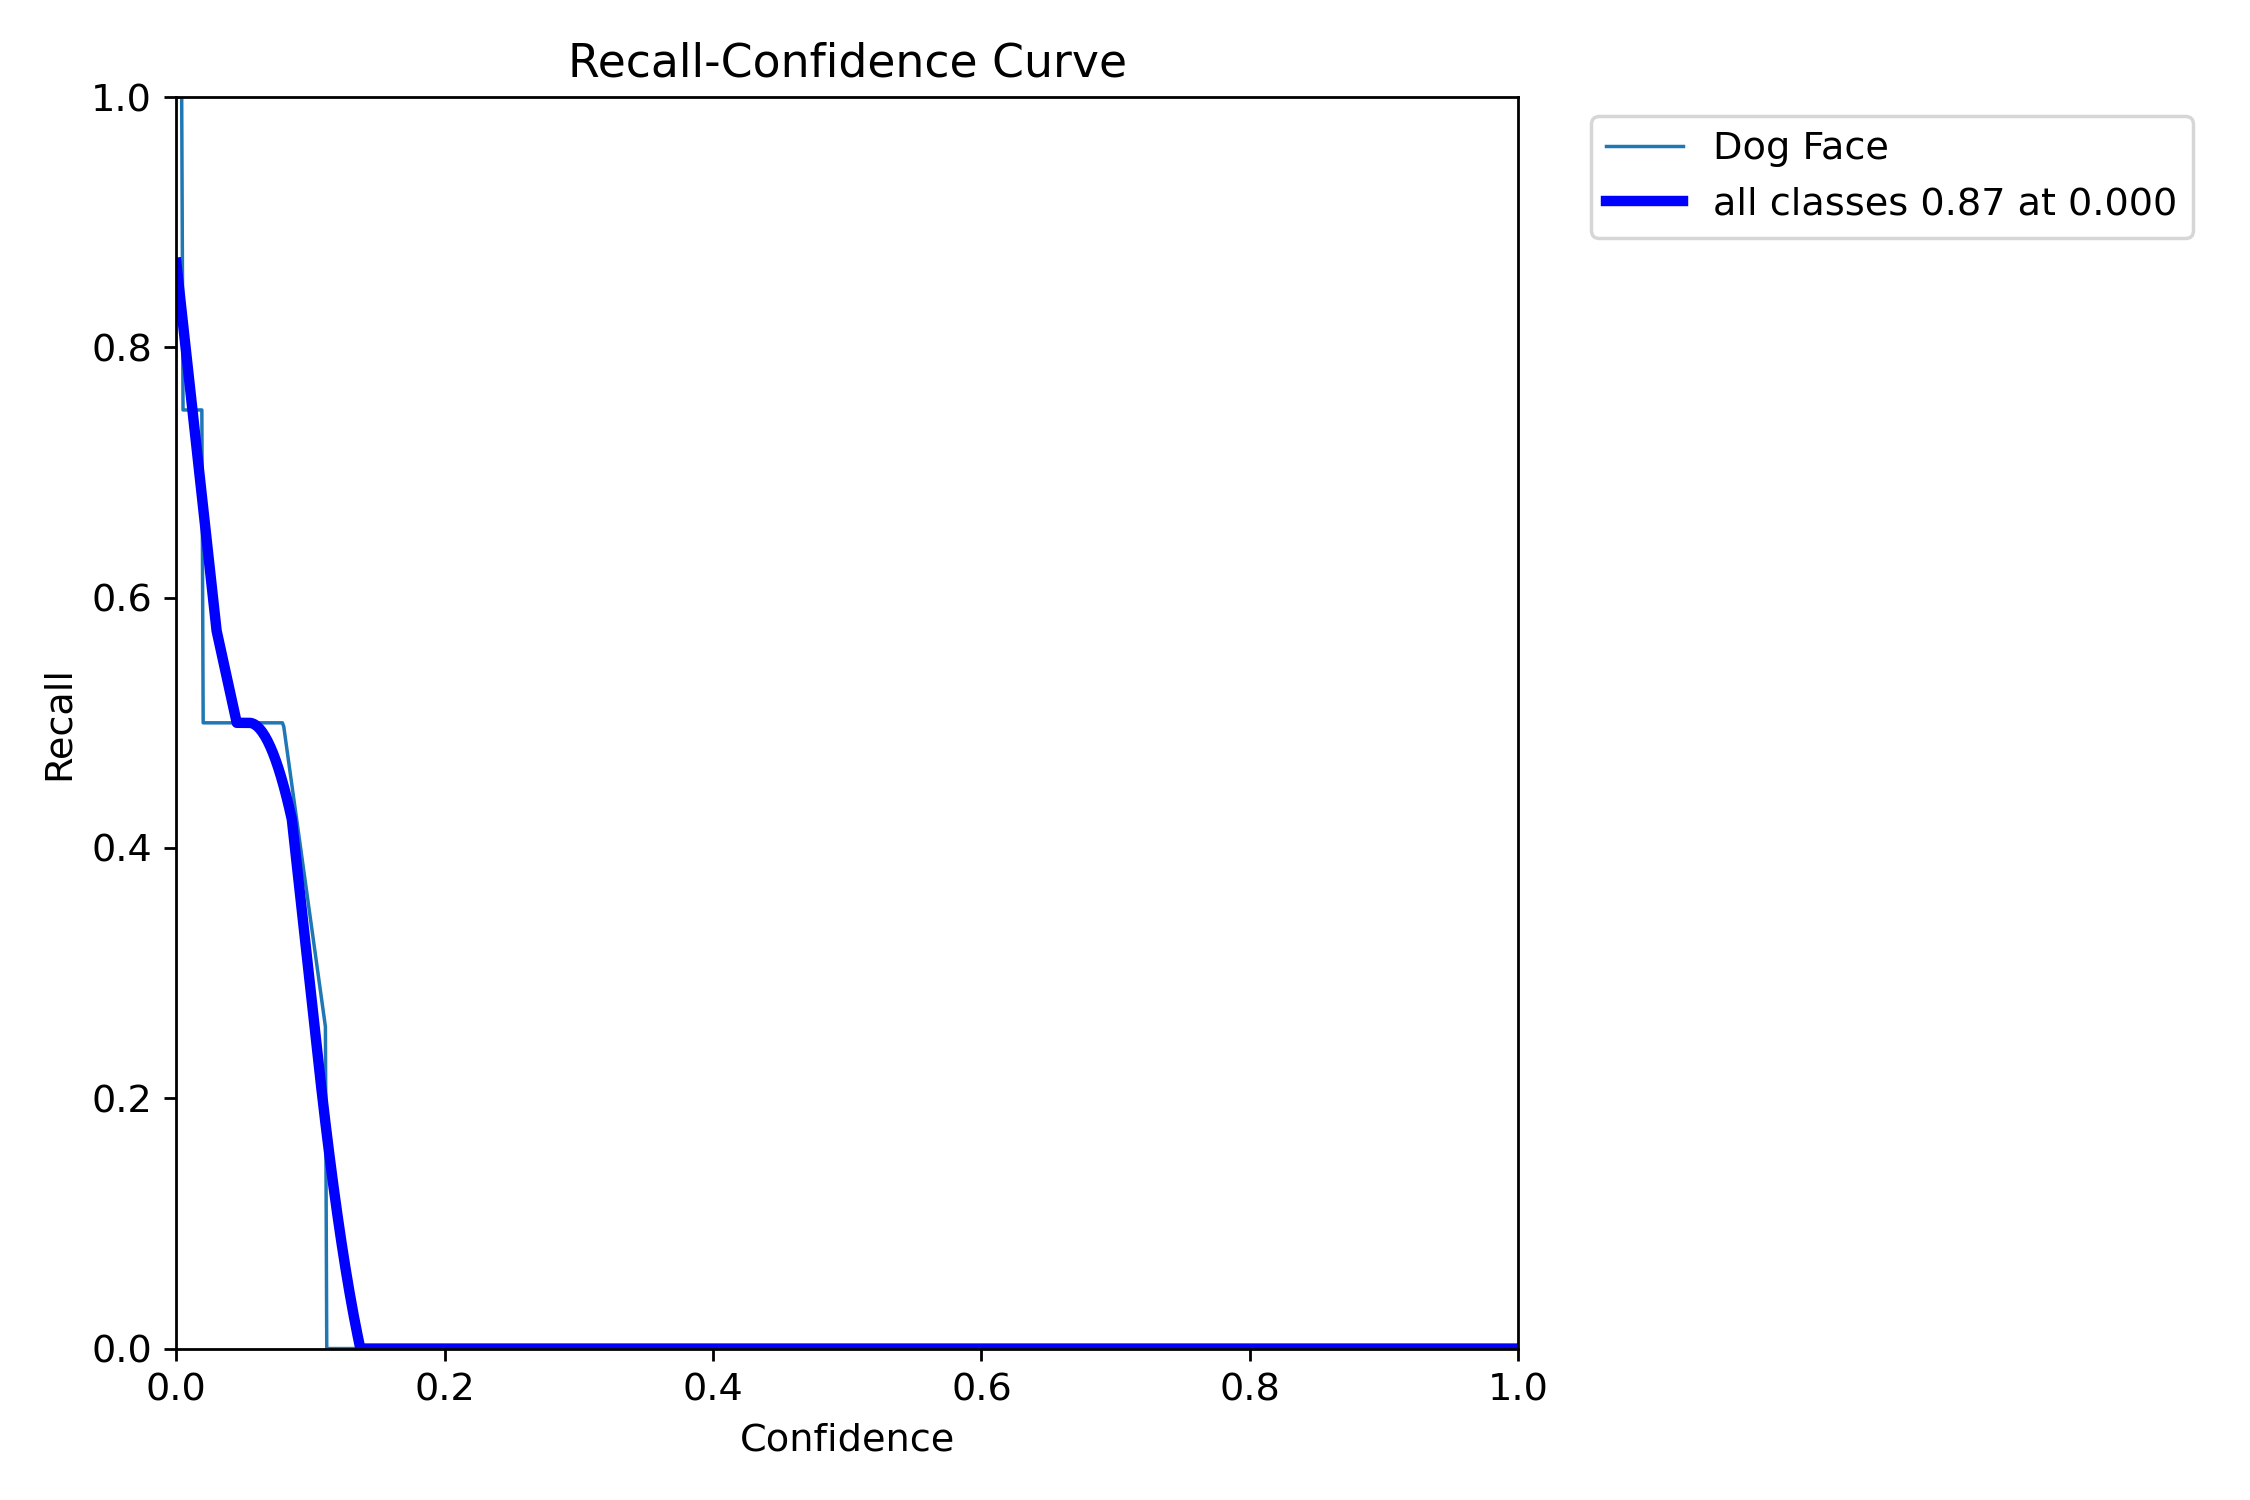 Recall-Confidence Curve
1.0
0.8
0.6
0.4
0.2
0.0
Recall
0.0 0.2 0.4 0.6 0.8 1.0
Confidence
Dog Face
all classes 0.87 at 0.000